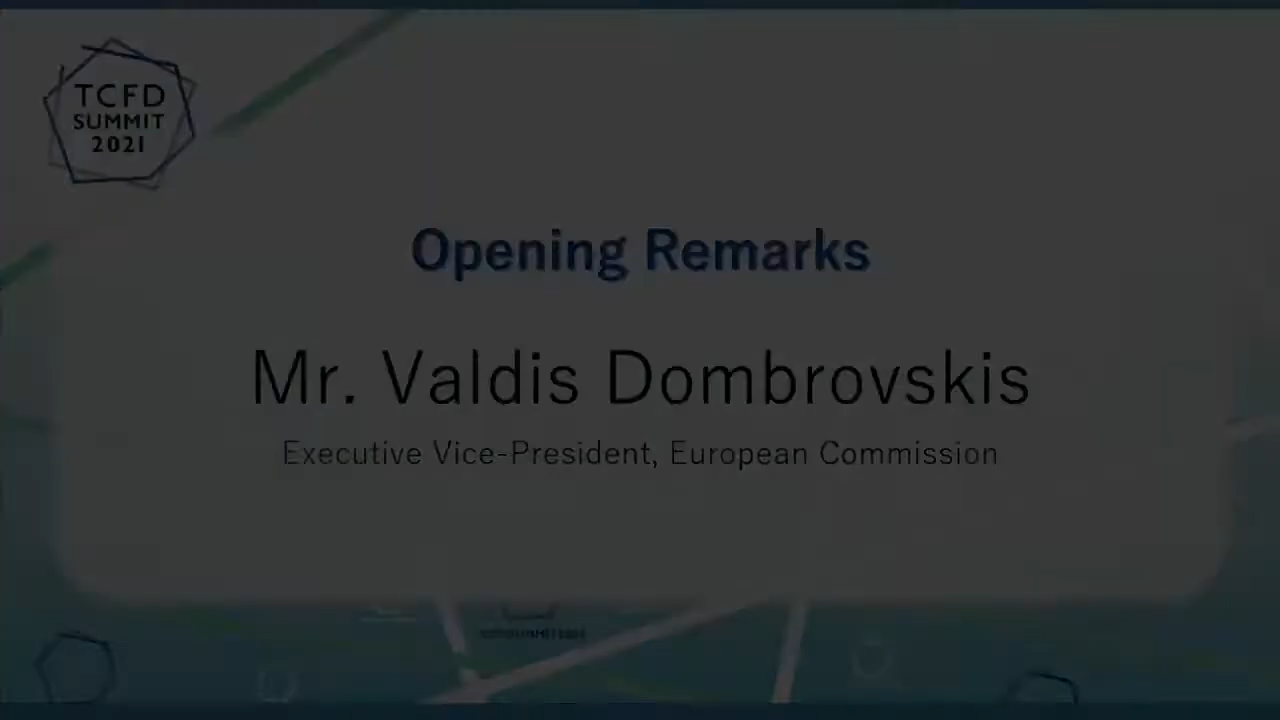 TCFD
SUMMIT
2021
Opening Remarks
Mr. Valdis Dombrovskis
Executive Vice-President, European Commission